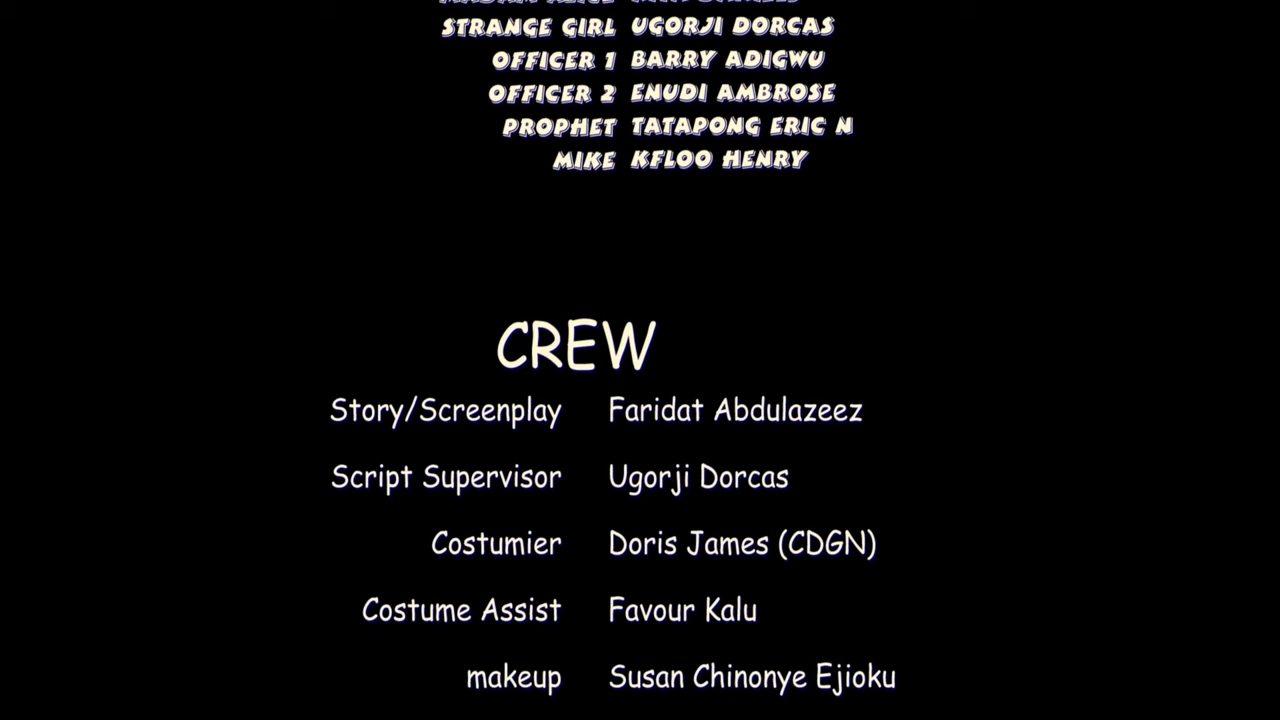 STRANGE GIRL UGORJI DORCAS
OFFICER 1 BARRY ADIGWU
OFFICER 2 ENUDI AMBROSE
PROPHET TATAPONG ERIC N
MIKE KFLOO HENRY
CREW
Story/Screenplay Faridat Abdulazeez
Script Supervisor Ugorji Dorcas
Costumier Doris James (CDGN)
Costume Assist Favour Kalu
makeup Susan Chinonye Ejioku